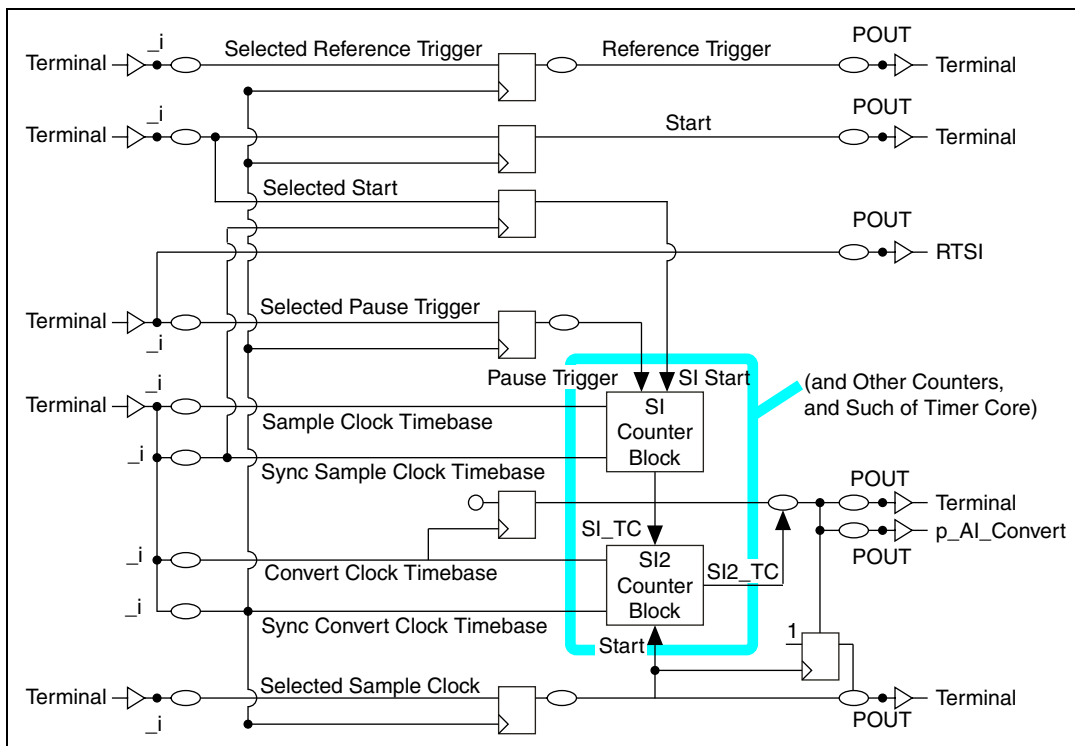 _i
Selected Reference Trigger
Reference Trigger
POUT
Terminal
Terminal
_i
Start
POUT
Terminal
Terminal
Selected Start
POUT
RTSI
Selected Pause Trigger
Terminal
_i
Pause Trigger
SI Start
(and Other Counters,
and Such of Timer Core)
_i
Terminal
Sample Clock Timebase
SI
Counter
Block
_i
Sync Sample Clock Timebase
POUT
Terminal
SI_TC
p_AI_Convert
POUT
_i
Convert Clock Timebase
SI2
Counter
Block
SI2_TC
_i
Sync Convert Clock Timebase
Start
1
Selected Sample Clock
Terminal
_i
Terminal
POUT